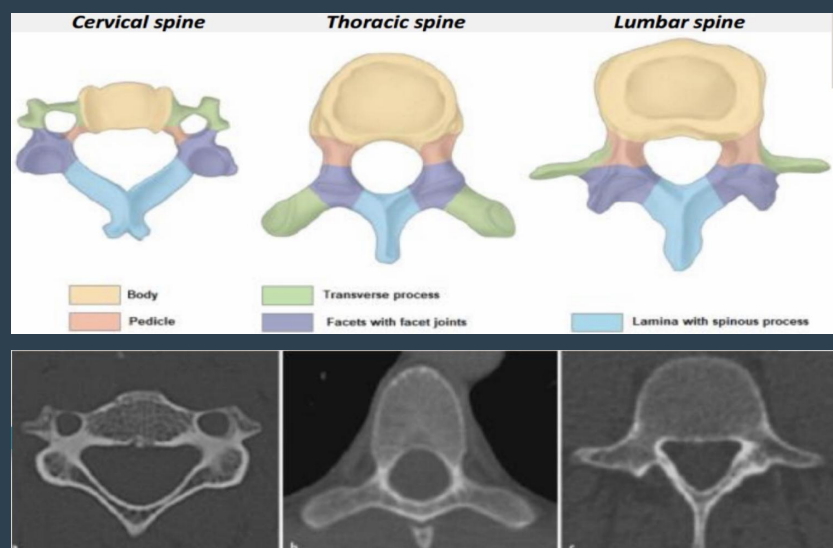 Cervical spine Thoracic spine Lumbar spine
Body Transverse process
Pedicle Facets with facet joints Lamina with spinous process